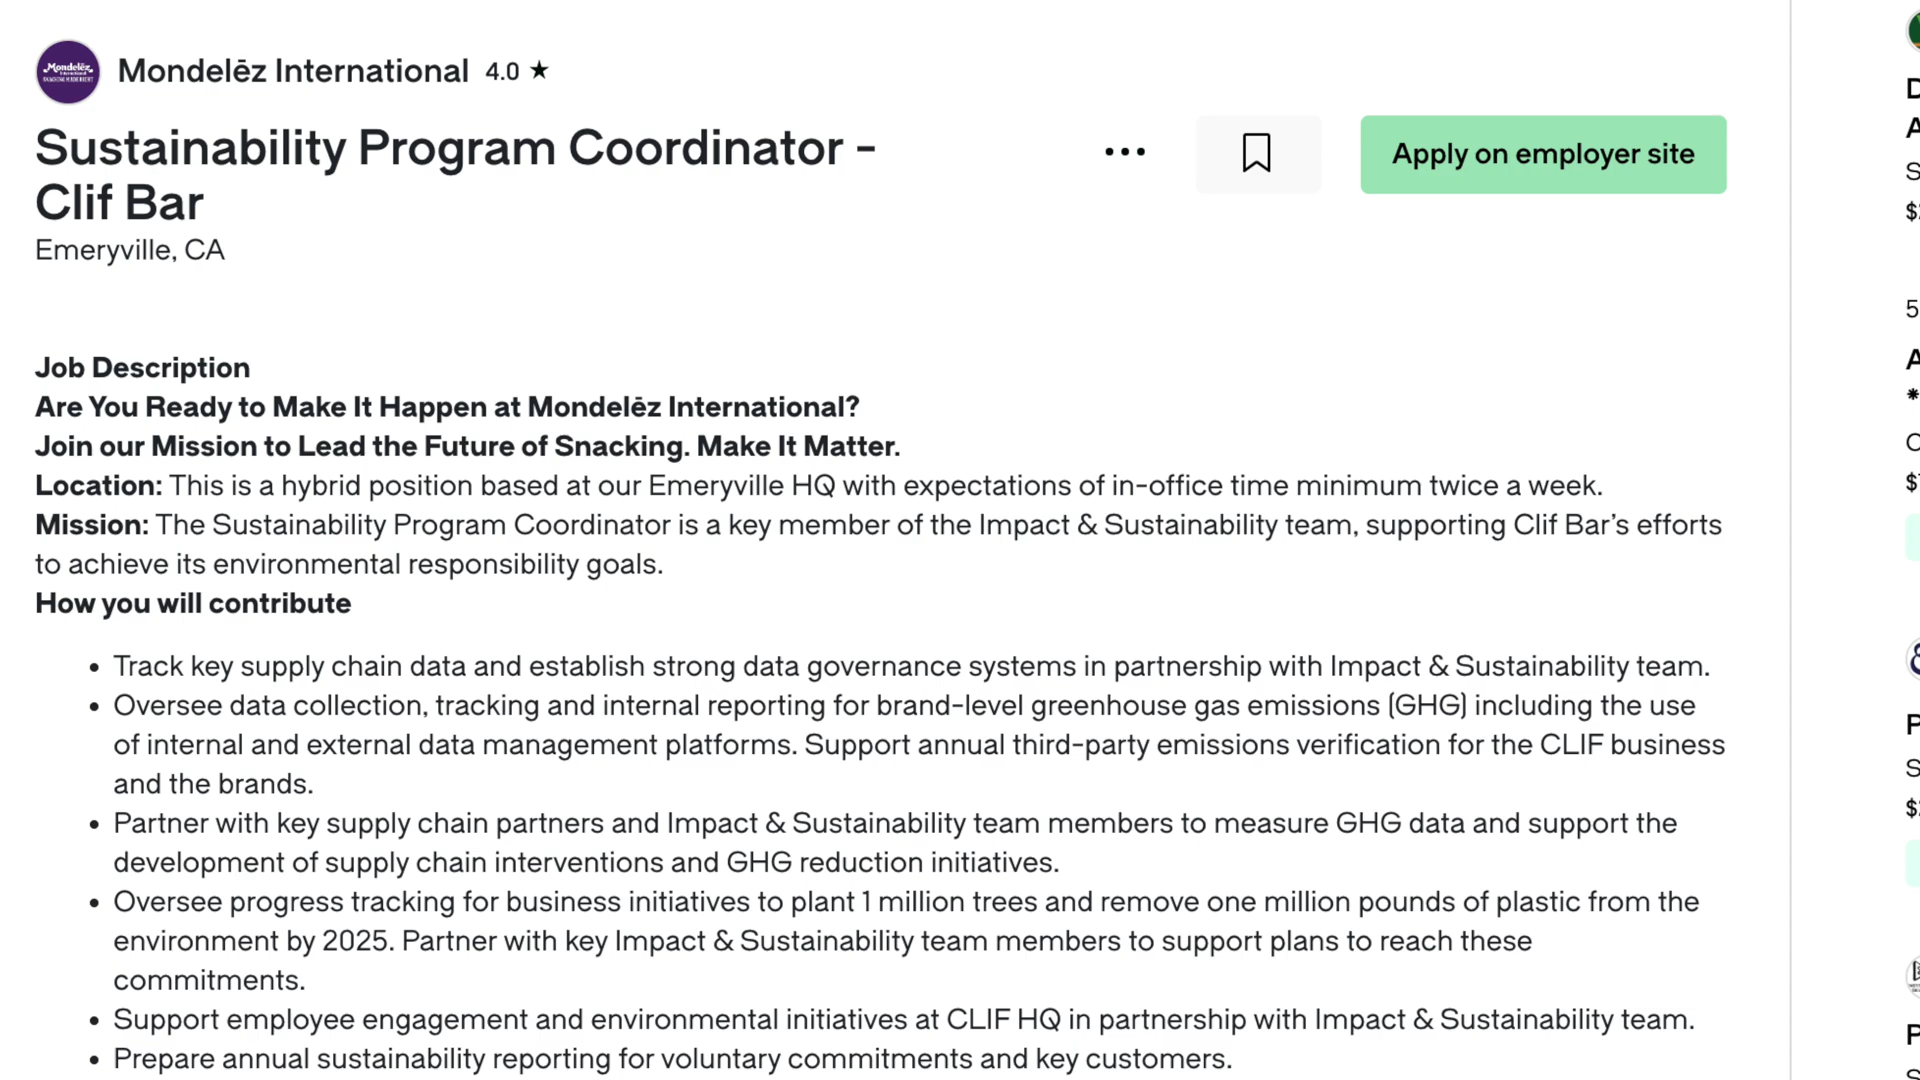 Mondelēz International 4.0 ★
Sustainability Program Coordinator -
Clif Bar
Emeryville, CA
Apply on employer site
Job Description
Are You Ready to Make It Happen at Mondelēz International?
Join our Mission to Lead the Future of Snacking. Make It Matter.
Location: This is a hybrid position based at our Emeryville HQ with expectations of in-office time minimum twice a week.
Mission: The Sustainability Program Coordinator is a key member of the Impact & Sustainability team, supporting Clif Bar’s efforts
to achieve its environmental responsibility goals.
How you will contribute
• Track key supply chain data and establish strong data governance systems in partnership with Impact & Sustainability team.
• Oversee data collection, tracking and internal reporting for brand-level greenhouse gas emissions (GHG) including the use
of internal and external data management platforms. Support annual third-party emissions verification for the CLIF business
and the brands.
• Partner with key supply chain partners and Impact & Sustainability team members to measure GHG data and support the
development of supply chain interventions and GHG reduction initiatives.
• Oversee progress tracking for business initiatives to plant 1 million trees and remove one million pounds of plastic from the
environment by 2025. Partner with key Impact & Sustainability team members to support plans to reach these
commitments.
• Support employee engagement and environmental initiatives at CLIF HQ in partnership with Impact & Sustainability team.
• Prepare annual sustainability reporting for voluntary commitments and key customers.